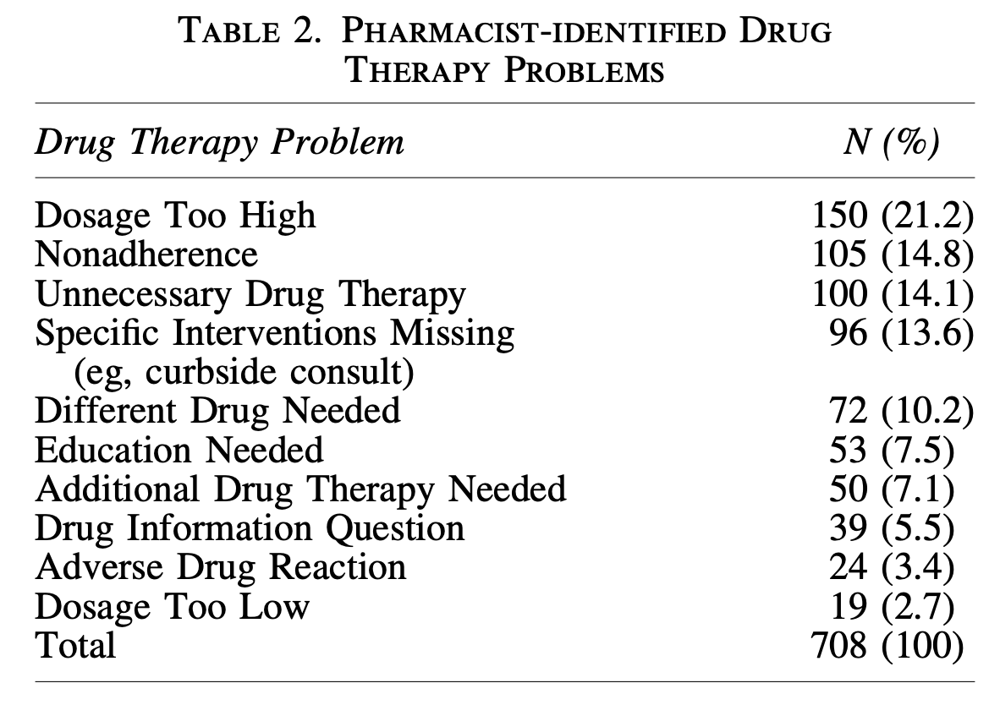 TABLE 2. PHARMACIST-IDENTIFIED DRUG
THERAPY PROBLEMS
Drug Therapy Problem N (%)
Dosage Too High 150 (21.2)
Nonadherence 105 (14.8)
Unnecessary Drug Therapy 100 (14.1)
Specific Interventions Missing 96 (13.6)
(eg, curbside consult)
Different Drug Needed 72 (10.2)
Education Needed 53 (7.5)
Additional Drug Therapy Needed 50 (7.1)
Drug Information Question 39 (5.5)
Adverse Drug Reaction 24 (3.4)
Dosage Too Low 19 (2.7)
Total 708 (100)